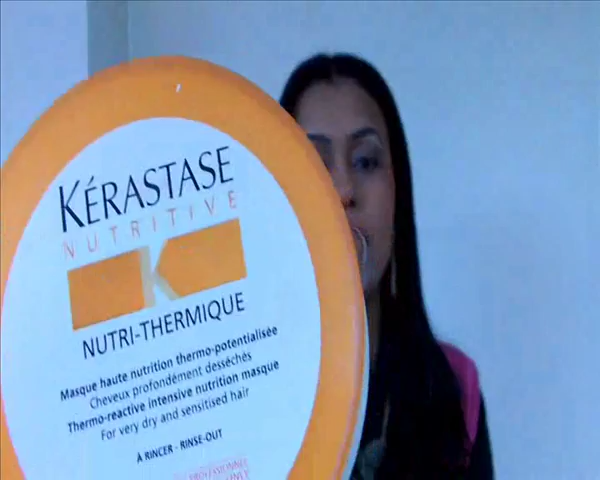 KÉRASTASE
NUTRITIVE
K
NUTRI-THERMIQUE
Masque haute nutrition thermo-potentialisée
Cheveux profondément desséchés
Thermo-reactive intensive nutrition masque
For very dry and sensitised hair
A RINCER - RINSE-OUT